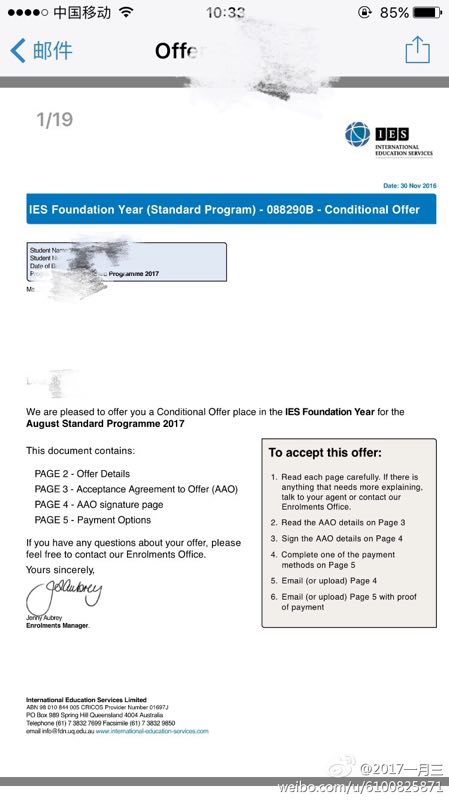 中国移动
10:33
85%
邮件
Offer
1/19
IES
INTERNATIONAL
EDUCATION SERVICES
Date: 30 Nov 2016
IES Foundation Year (Standard Program) - 088290B - Conditional Offer
Student Name
Student N
Date of B
Programme 2017
We are pleased to offer you a Conditional Offer place in the IES Foundation Year for the
August Standard Programme 2017
This document contains:
PAGE 2 - Offer Details
PAGE 3 - Acceptance Agreement to Offer (AAO)
PAGE 4 - AAO signature page
PAGE 5 - Payment Options
If you have any questions about your offer, please
feel free to contact our Enrolments Office.
Yours sincerely,
Jenny Aubrey
Enrolments Manager.
To accept this offer:
1. Read each page carefully. If there is
anything that needs more explaining,
talk to your agent or contact our
Enrolments Office.
2. Read the AAO details on Page 3
3. Sign the AAO details on Page 4
4. Complete one of the payment
methods on Page 5
5. Email (or upload) Page 4
6. Email (or upload) Page 5 with proof
of payment
International Education Services Limited
ABN 98 010 844 005 CRICOS Provider Number 01697J
PO Box 989 Spring Hill Queensland 4004 Australia
Telephone (61) 7 3832 7699 Facsimile (61) 7 3832 9850
email info@fdn.uq.edu.au www.international-education-services.com
@2017一月三
weibo.com/u/6100825871